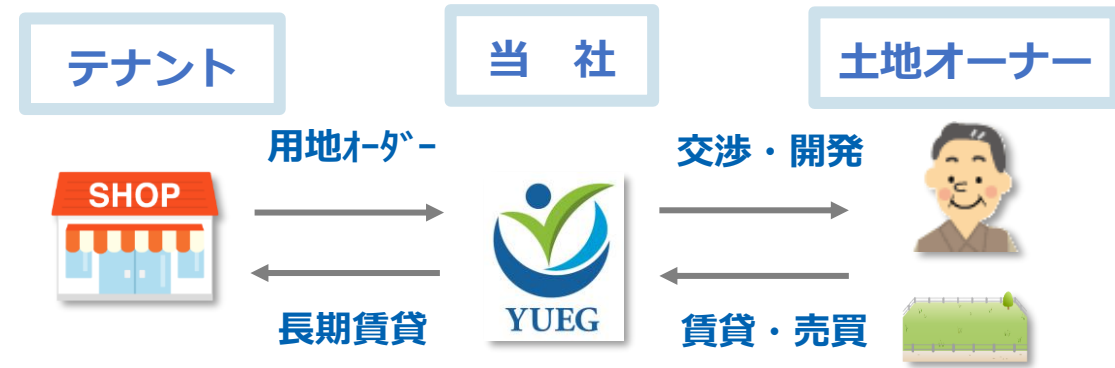 テナント
当 社
土地オーナー
用地ｵｰﾀﾞｰ
交渉・開発
SHOP
YUEG
長期賃貸
賃貸・売買